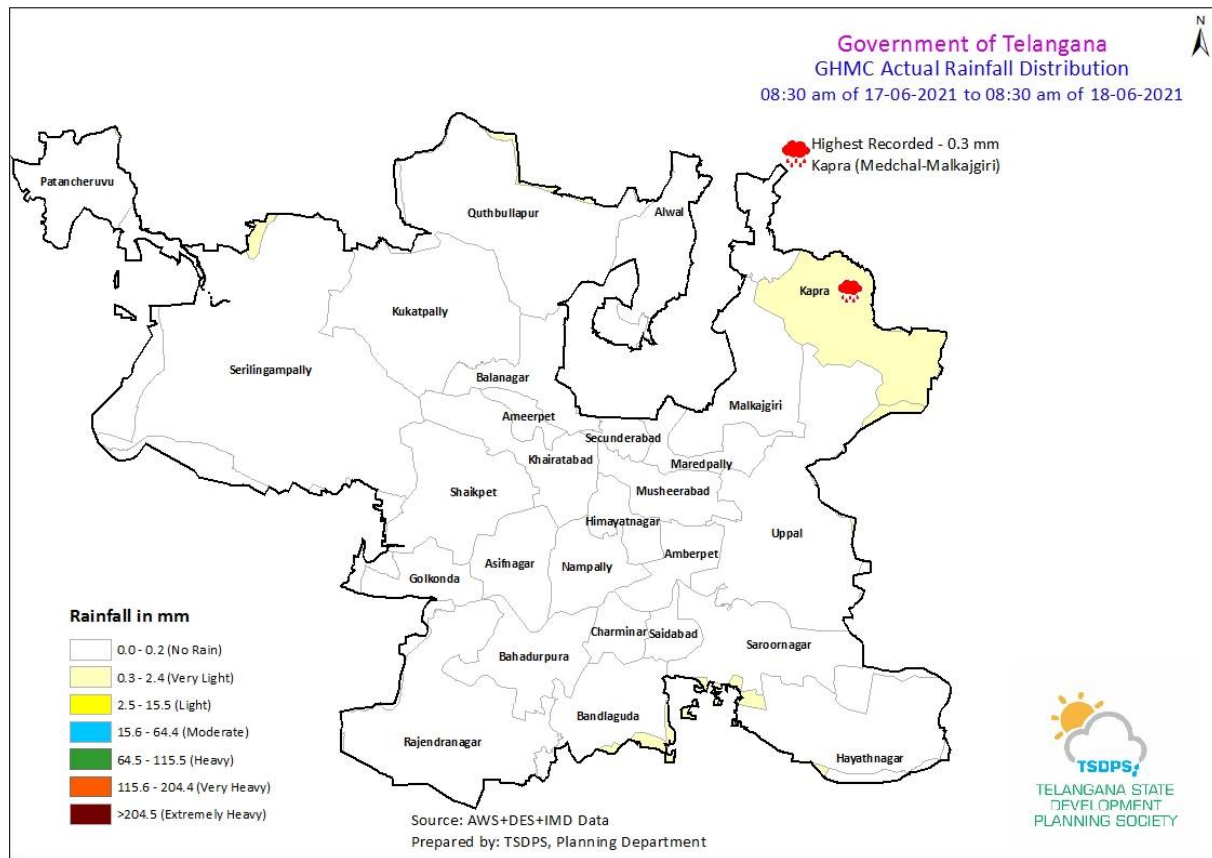 N
Government of Telangana
GHMC Actual Rainfall Distribution
08:30 am of 17-06-2021 to 08:30 am of 18-06-2021
Highest Recorded - 0.3 mm
Kapra (Medchal-Malkajgiri)
Patancheruvu
Quthbullapur
Alwal
Kapra
Kukatpally
Serilingampally
Balanagar
Malkajgiri
Ameerpet
Secunderabad
Khairatabad
Maredpally
Shaikpet
Musheerabad
Himayatnagar
Uppal
Amberpet
Asifnagar
Nampally
Golkonda
Charminar
Saidabad
Saroornagar
Bahadurpura
Bandlaguda
Rajendranagar
Hayathnagar
Rainfall in mm
0.0 - 0.2 (No Rain)
0.3 - 2.4 (Very Light)
2.5 - 15.5 (Light)
15.6 - 64.4 (Moderate)
64.5 - 115.5 (Heavy)
115.6 - 204.4 (Very Heavy)
>204.5 (Extremely Heavy)
Source: AWS+DES+IMD Data
Prepared by: TSDPS, Planning Department
TSDPS
TELANGANA STATE
DEVELOPMENT
PLANNING SOCIETY